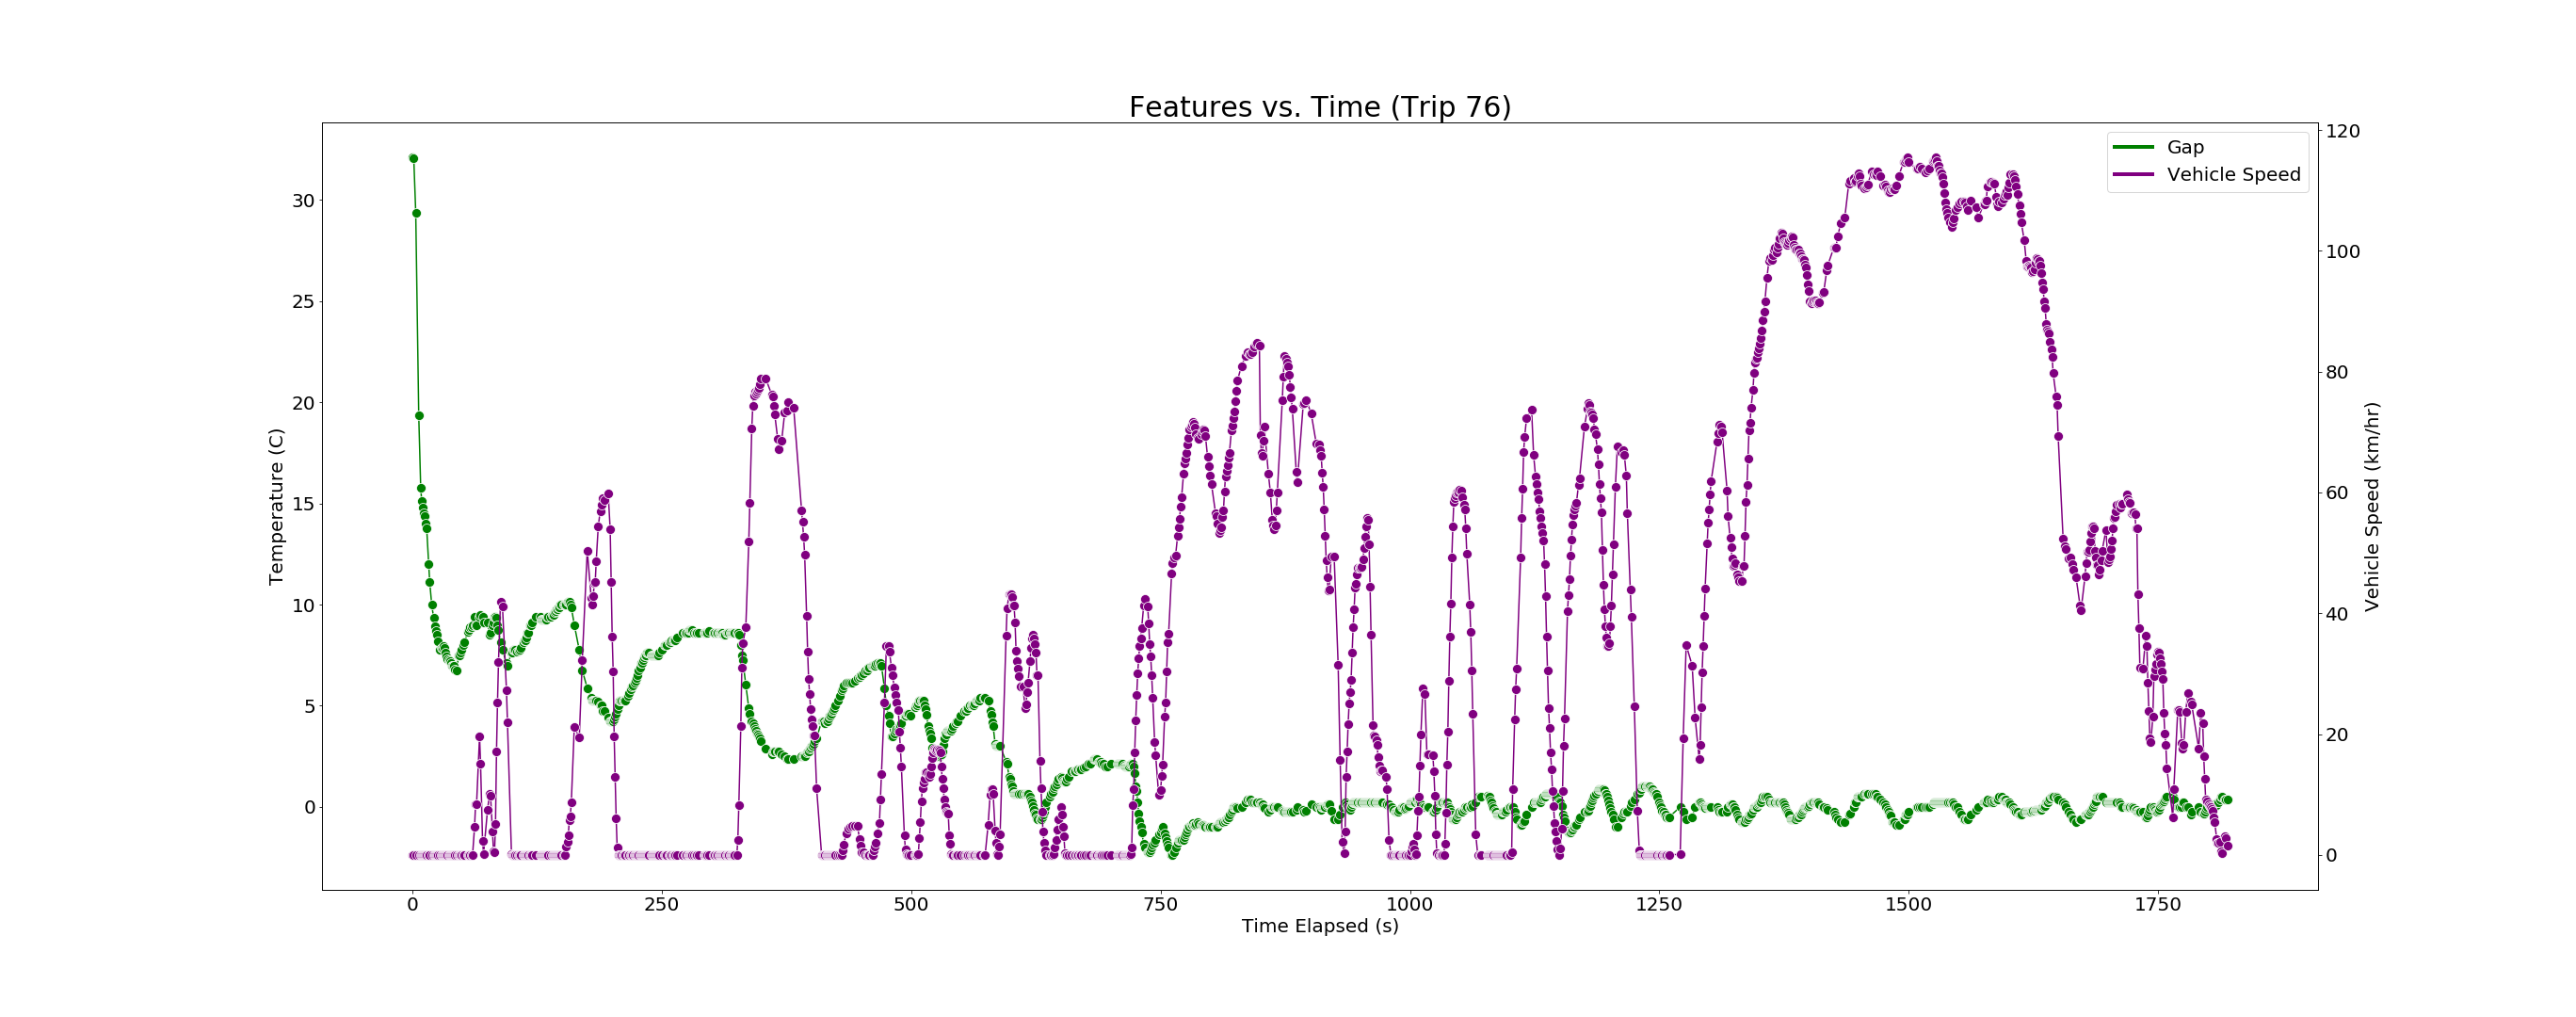 Features vs. Time (Trip 76)
Gap
Vehicle Speed
Temperature (C)
30
25
20
15
10
5
0
Vehicle Speed (km/hr)
120
100
80
60
40
20
0
0 250 500 750 1000 1250 1500 1750
Time Elapsed (s)